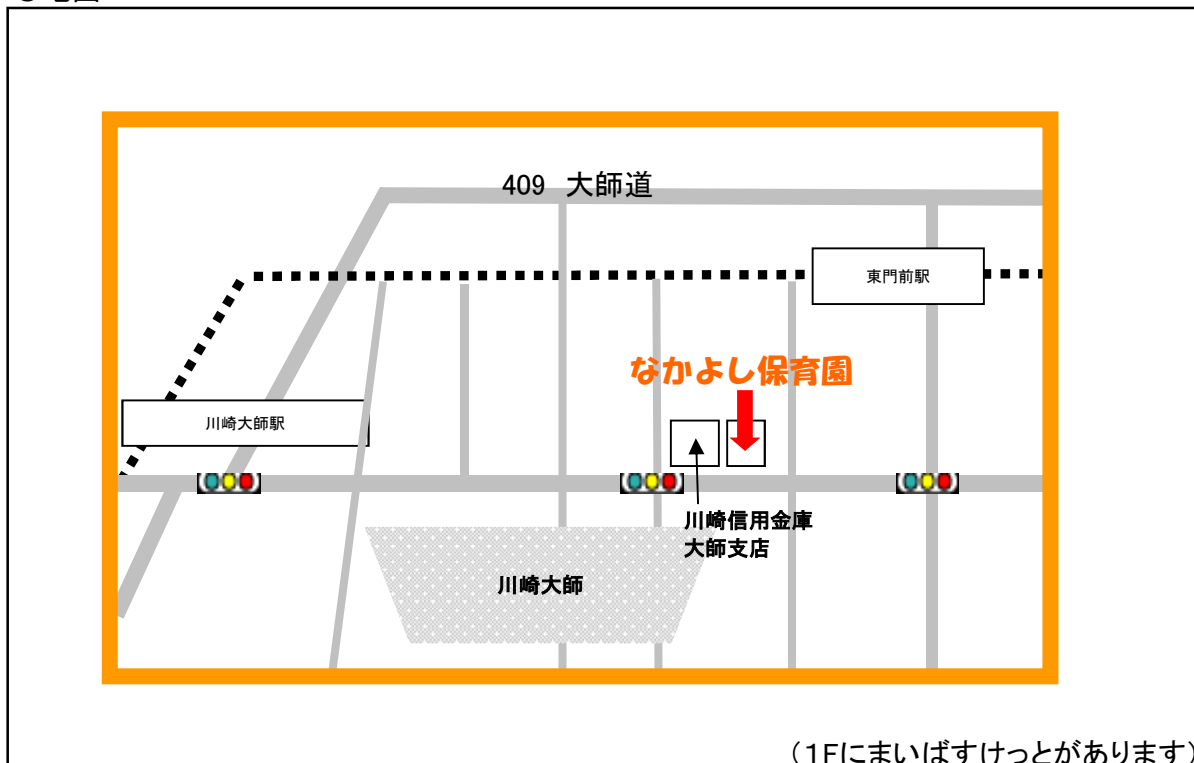 409 大師道
東門前駅
なかよし保育園
川崎大師駅
川崎信用金庫
大師支店
川崎大師
(1Fにまいばすけっとがあります)